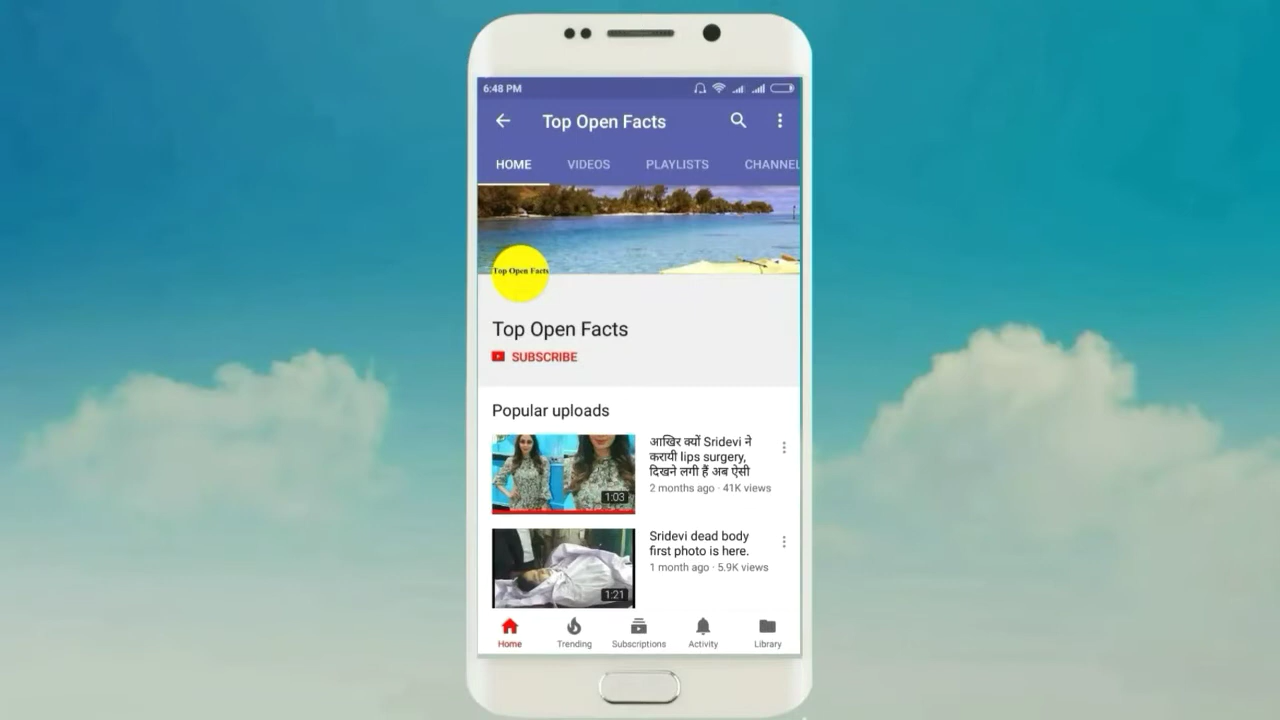 6:48 PM
Top Open Facts
HOME VIDEOS PLAYLISTS CHANNEL
Top Open Facts
Top Open Facts
SUBSCRIBE
Popular uploads
आखिर क्यों Sridevi ने
करायी lips surgery,
दिखने लगी हैं अब ऐसी
2 months ago · 41K views
1:03
Sridevi dead body
first photo is here.
1 month ago · 5.9K views
1:21
Home Trending Subscriptions Activity Library